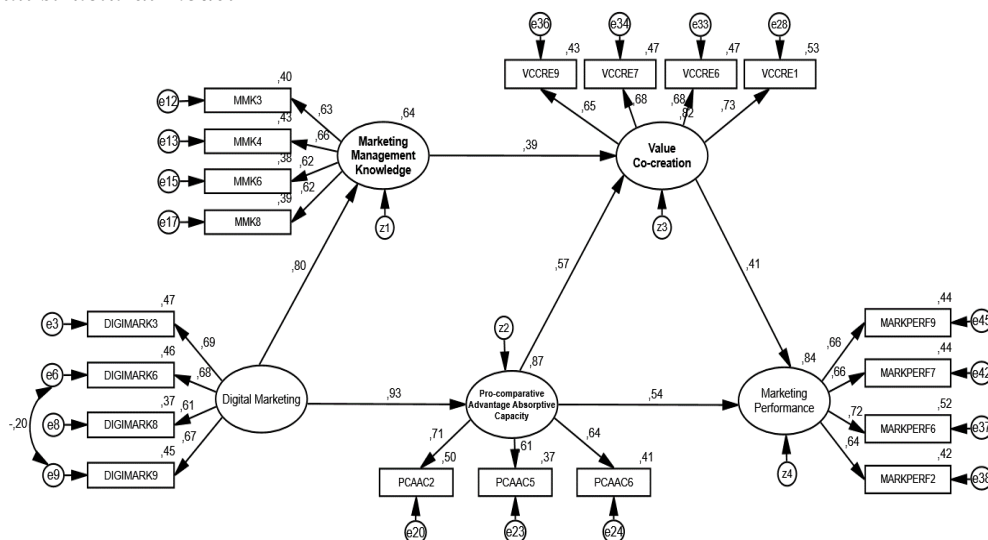 e36
e34
e33
e28
,43
,47
,47
,53
VCCRE9
VCCRE7
VCCRE6
VCCRE1
,65
,68
,68
,73
,82
Value
Co-creation
z3
,40
e12
MMK3
,63
,43
e13
MMK4
,66
,38
e15
MMK6
,62
,39
e17
MMK8
,62
,64
Marketing
Management
Knowledge
z1
,39
,80
,57
,41
,47
e3
DIGIMARK3
,69
,46
e6
DIGIMARK6
,68
,37
e8
DIGIMARK8
,61
,45
e9
DIGIMARK9
,67
-,20
Digital Marketing
,93
z2
,87
Pro-comparative
Advantage Absorptive
Capacity
,54
,71
,61
,64
,50
,37
,41
PCAAC2
PCAAC5
PCAAC6
e20
e23
e24
,84
Marketing
Performance
z4
,44
,66
MARKPERF9
e45
,44
,66
MARKPERF7
e42
,52
,72
MARKPERF6
e37
,42
,64
MARKPERF2
e38